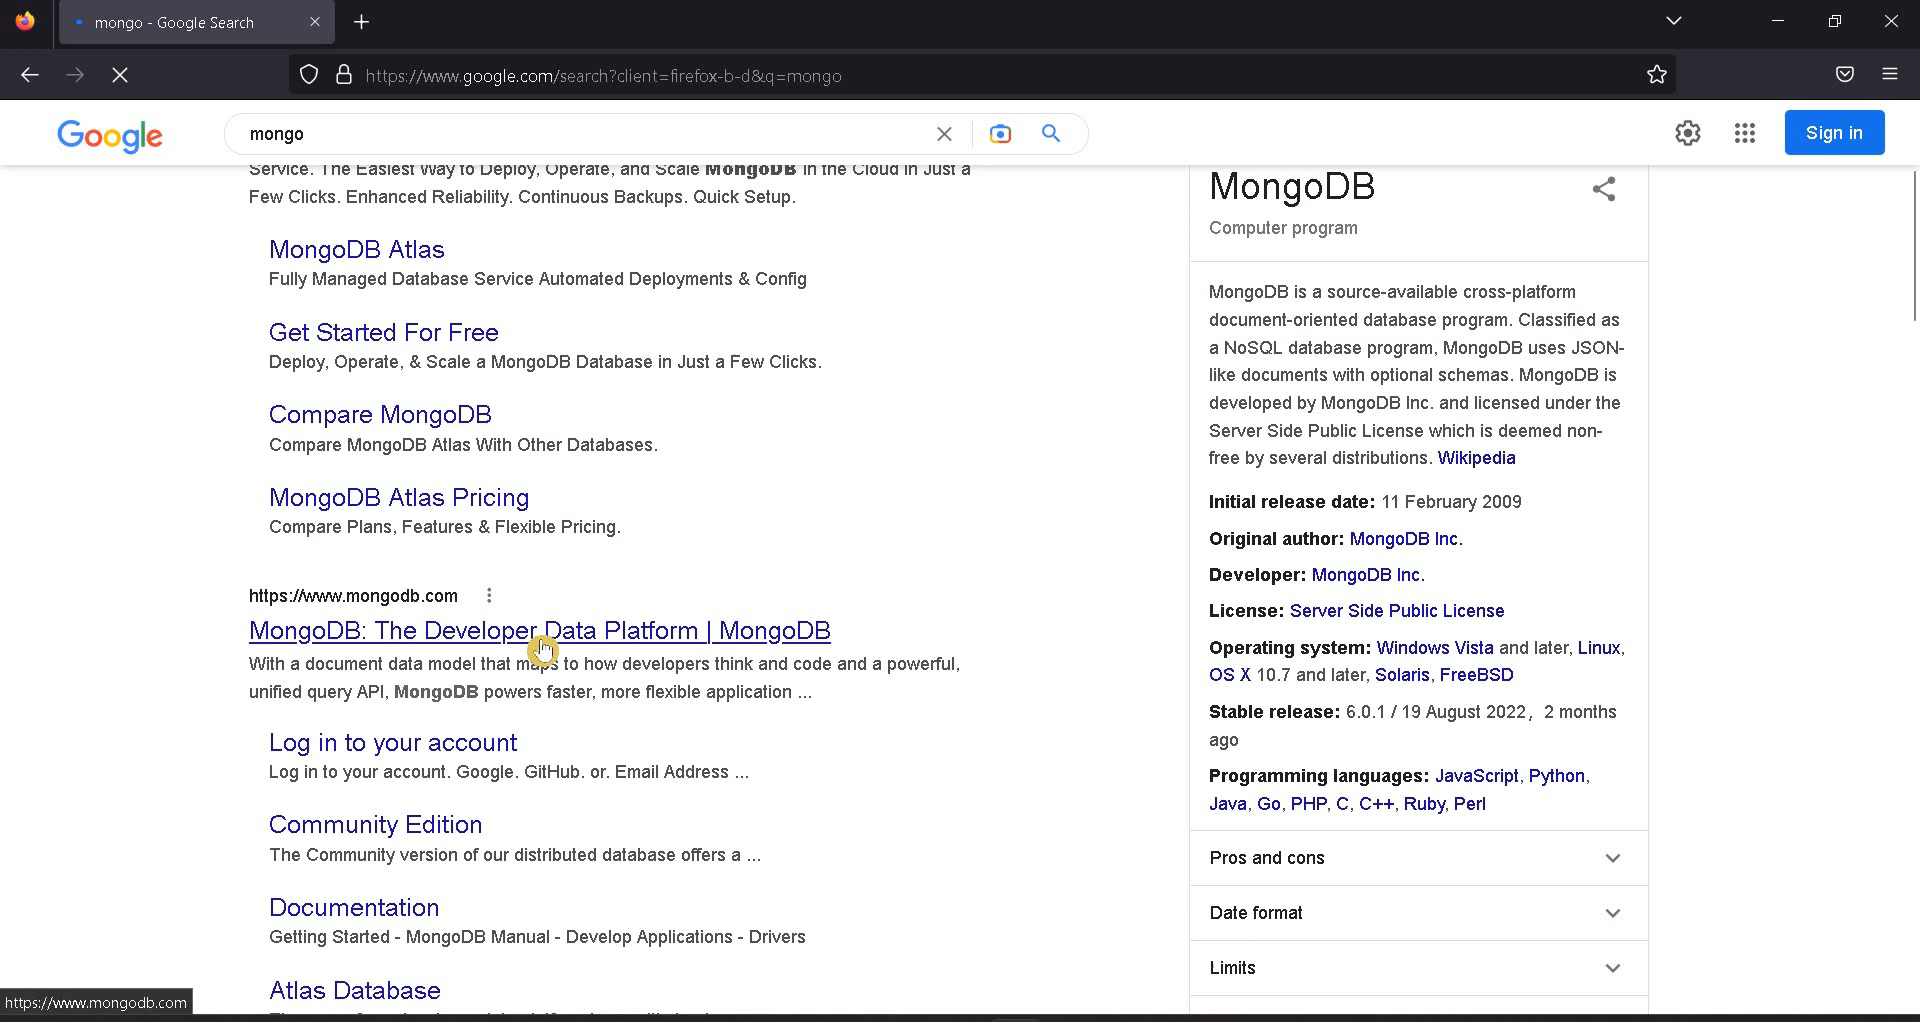 mongo - Google Search
https://www.google.com/search?client=firefox-b-d&q=mongo
Google
mongo
Sign in
Service. The Easiest Way to Deploy, Operate, and Scale MongoDB in the Cloud in Just a
Few Clicks. Enhanced Reliability. Continuous Backups. Quick Setup.
MongoDB Atlas
Fully Managed Database Service Automated Deployments & Config
Get Started For Free
Deploy, Operate, & Scale a MongoDB Database in Just a Few Clicks.
Compare MongoDB
Compare MongoDB Atlas With Other Databases.
MongoDB Atlas Pricing
Compare Plans, Features & Flexible Pricing.
https://www.mongodb.com
MongoDB: The Developer Data Platform | MongoDB
With a document data model that maps to how developers think and code and a powerful,
unified query API, MongoDB powers faster, more flexible application ...
Log in to your account
Log in to your account. Google. GitHub. or. Email Address ...
Community Edition
The Community version of our distributed database offers a ...
Documentation
Getting Started - MongoDB Manual - Develop Applications - Drivers
Atlas Database
https://www.mongodb.com
MongoDB
Computer program
MongoDB is a source-available cross-platform
document-oriented database program. Classified as
a NoSQL database program, MongoDB uses JSON-
like documents with optional schemas. MongoDB is
developed by MongoDB Inc. and licensed under the
Server Side Public License which is deemed non-
free by several distributions. Wikipedia
Initial release date: 11 February 2009
Original author: MongoDB Inc.
Developer: MongoDB Inc.
License: Server Side Public License
Operating system: Windows Vista and later, Linux,
OS X 10.7 and later, Solaris, FreeBSD
Stable release: 6.0.1 / 19 August 2022, 2 months
ago
Programming languages: JavaScript, Python,
Java, Go, PHP, C, C++, Ruby, Perl
Pros and cons
Date format
Limits